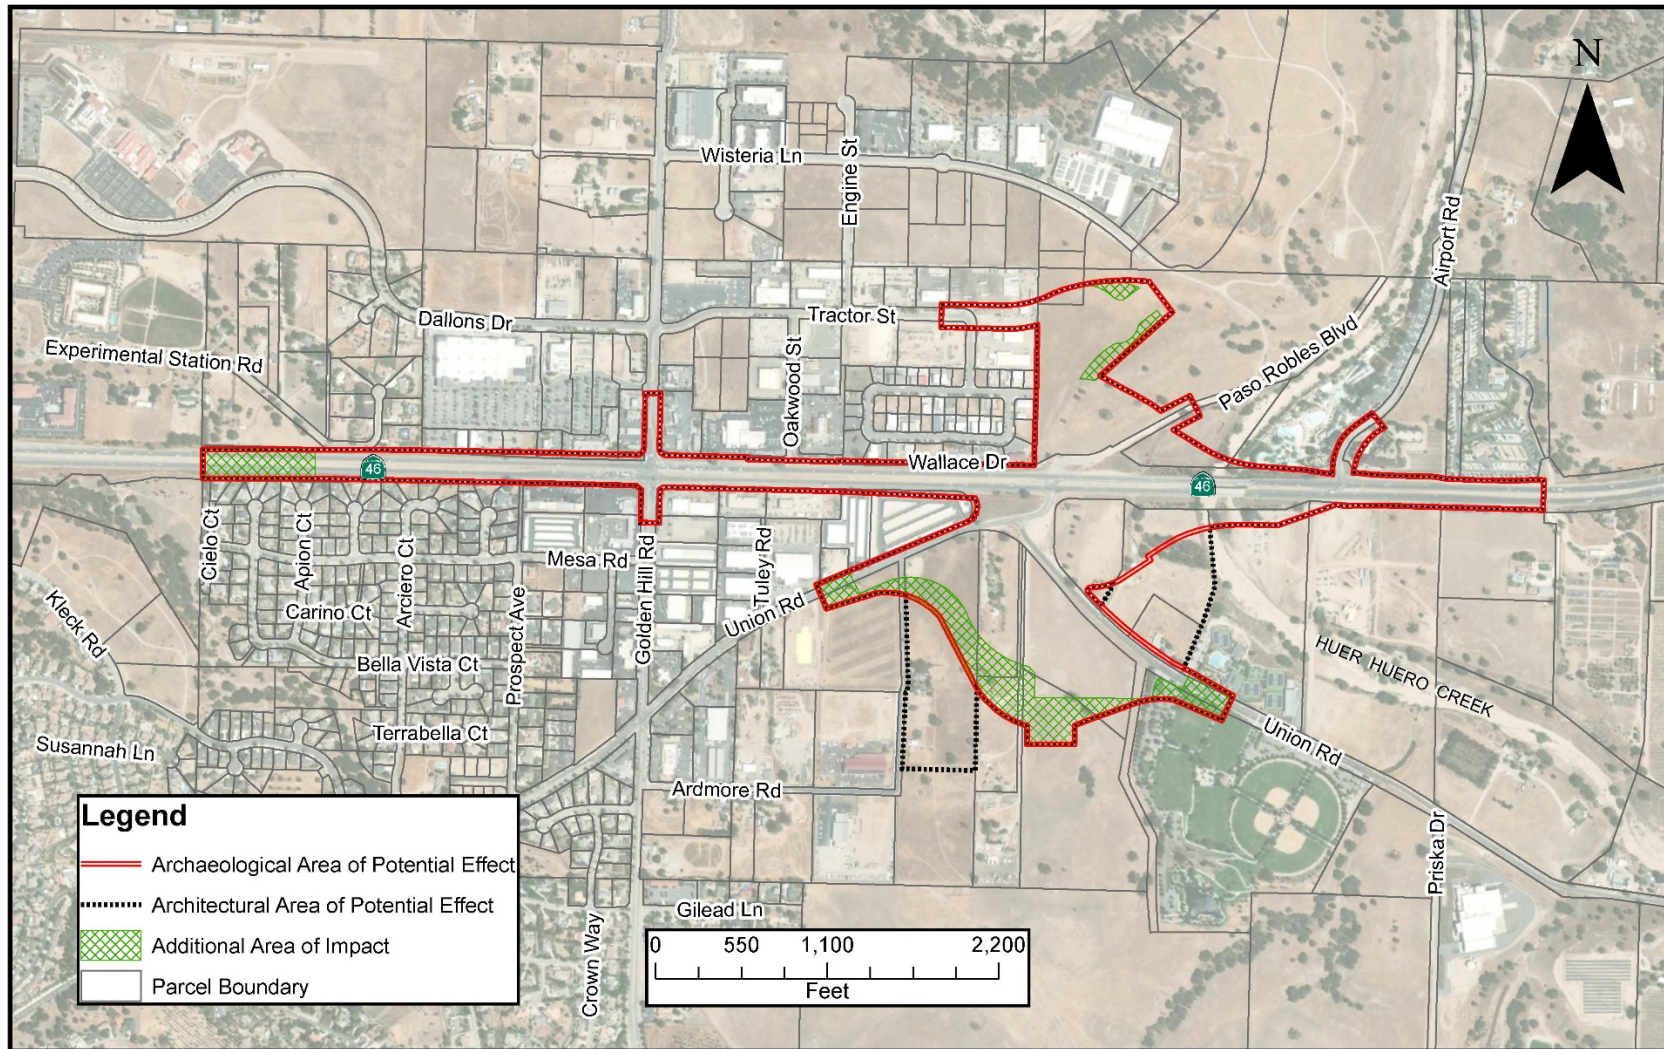 N
Wisteria Ln
Engine St
Airport Rd
Dallons Dr
Tractor St
Experimental Station Rd
Oakwood St
Paso Robles Blvd
Wallace Dr
46
46
Cielo Ct
Apion Ct
Arciero Ct
Mesa Rd
Golden Hill Rd
Tuley Rd
Kleck Rd
Carino Ct
Union Rd
Bella Vista Ct
Prospect Ave
HUER HUERO CREEK
Susannah Ln
Terrabella Ct
Union Rd
Ardmore Rd
Priska Dr
Gilead Ln
Crown Way
Legend
Archaeological Area of Potential Effect
Architectural Area of Potential Effect
Additional Area of Impact
Parcel Boundary
0 550 1,100 2,200
Feet